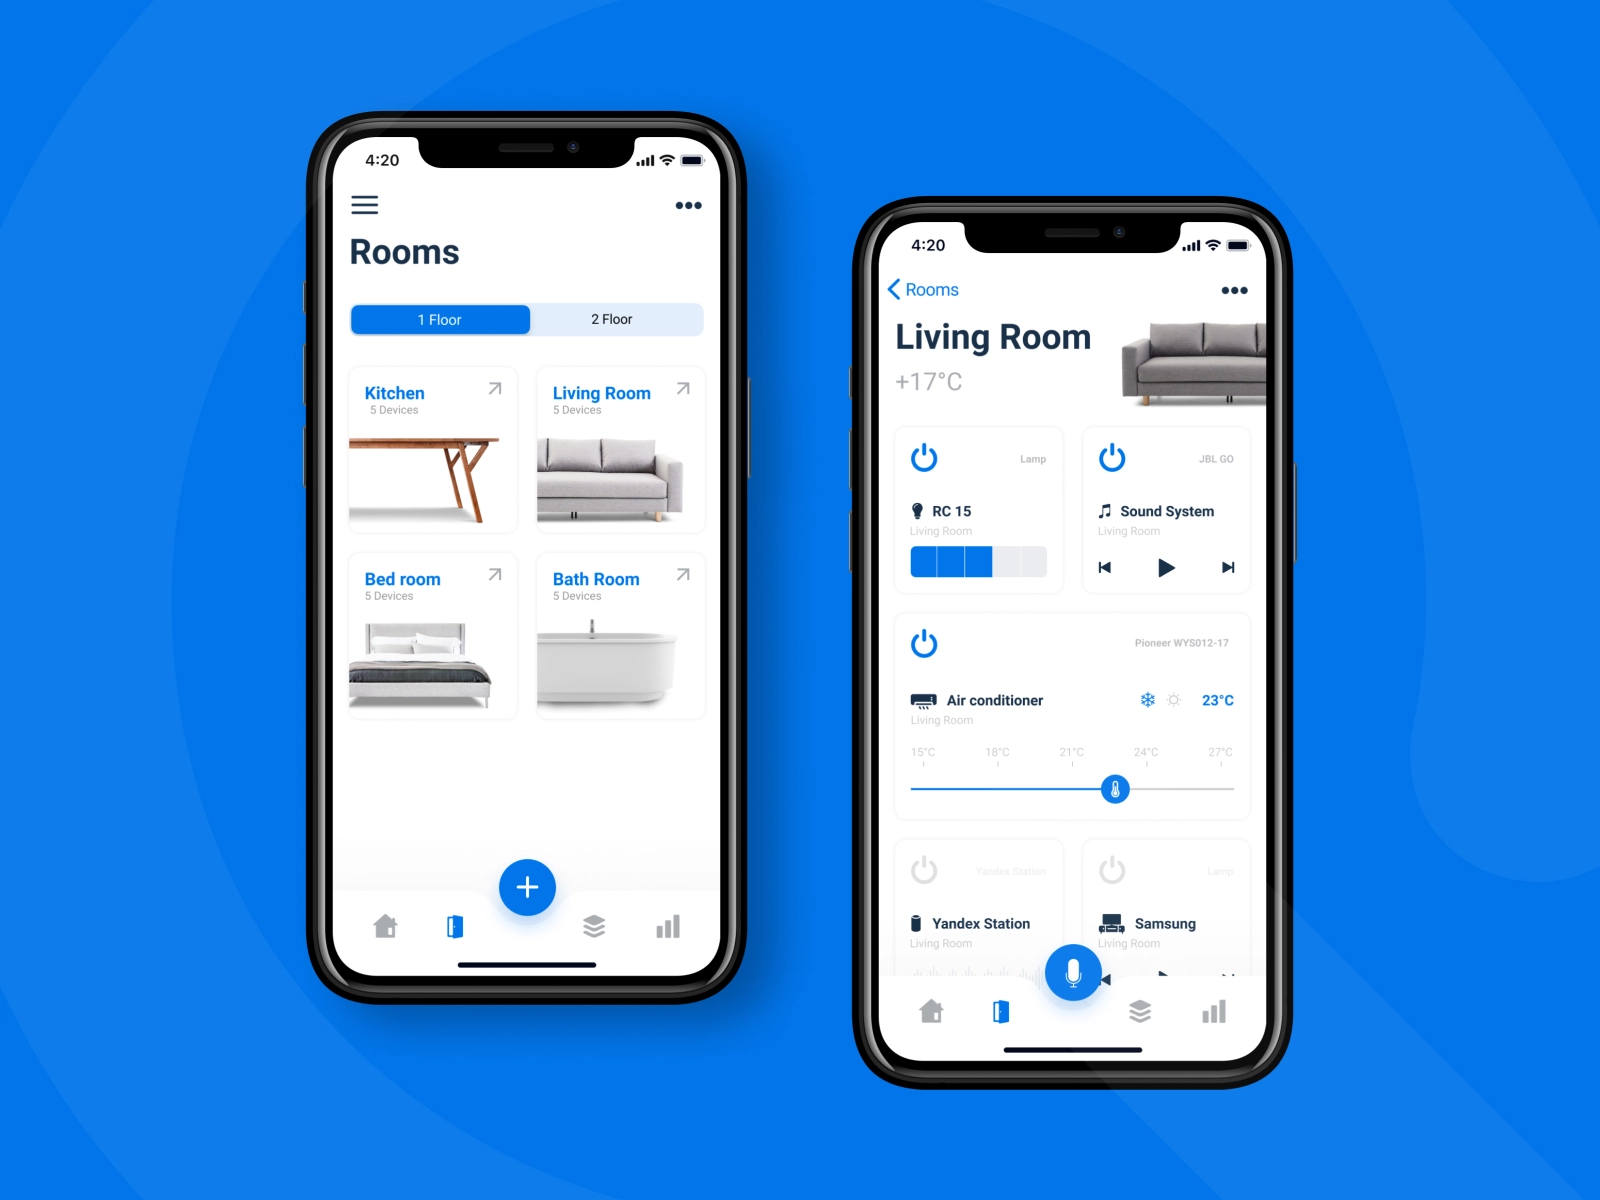 4:20
Rooms
1 Floor
2 Floor
Kitchen
5 Devices
Living Room
5 Devices
Bed room
5 Devices
Bath Room
5 Devices
4:20
Rooms
Living Room
+17°C
Lamp
RC 15
Living Room
JBL GO
Sound System
Living Room
Pioneer WYS012-17
Air conditioner
23°C
Living Room
15°C 18°C 21°C 24°C 27°C
Yandex Station
Yandex Station
Living Room
Lamp
Samsung
Living Room